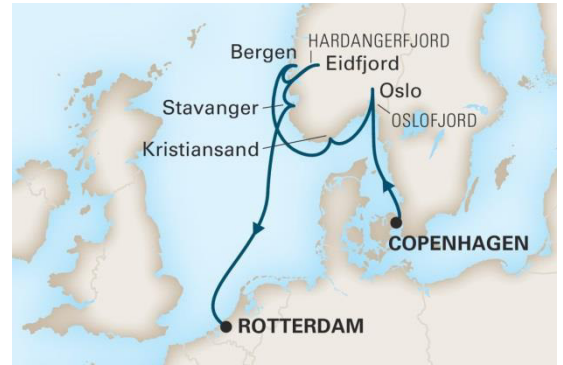 HARDANGERFJORD
Bergen
Eidfjord
Oslo
Stavanger
OSLOFJORD
Kristiansand
COPENHAGEN
ROTTERDAM